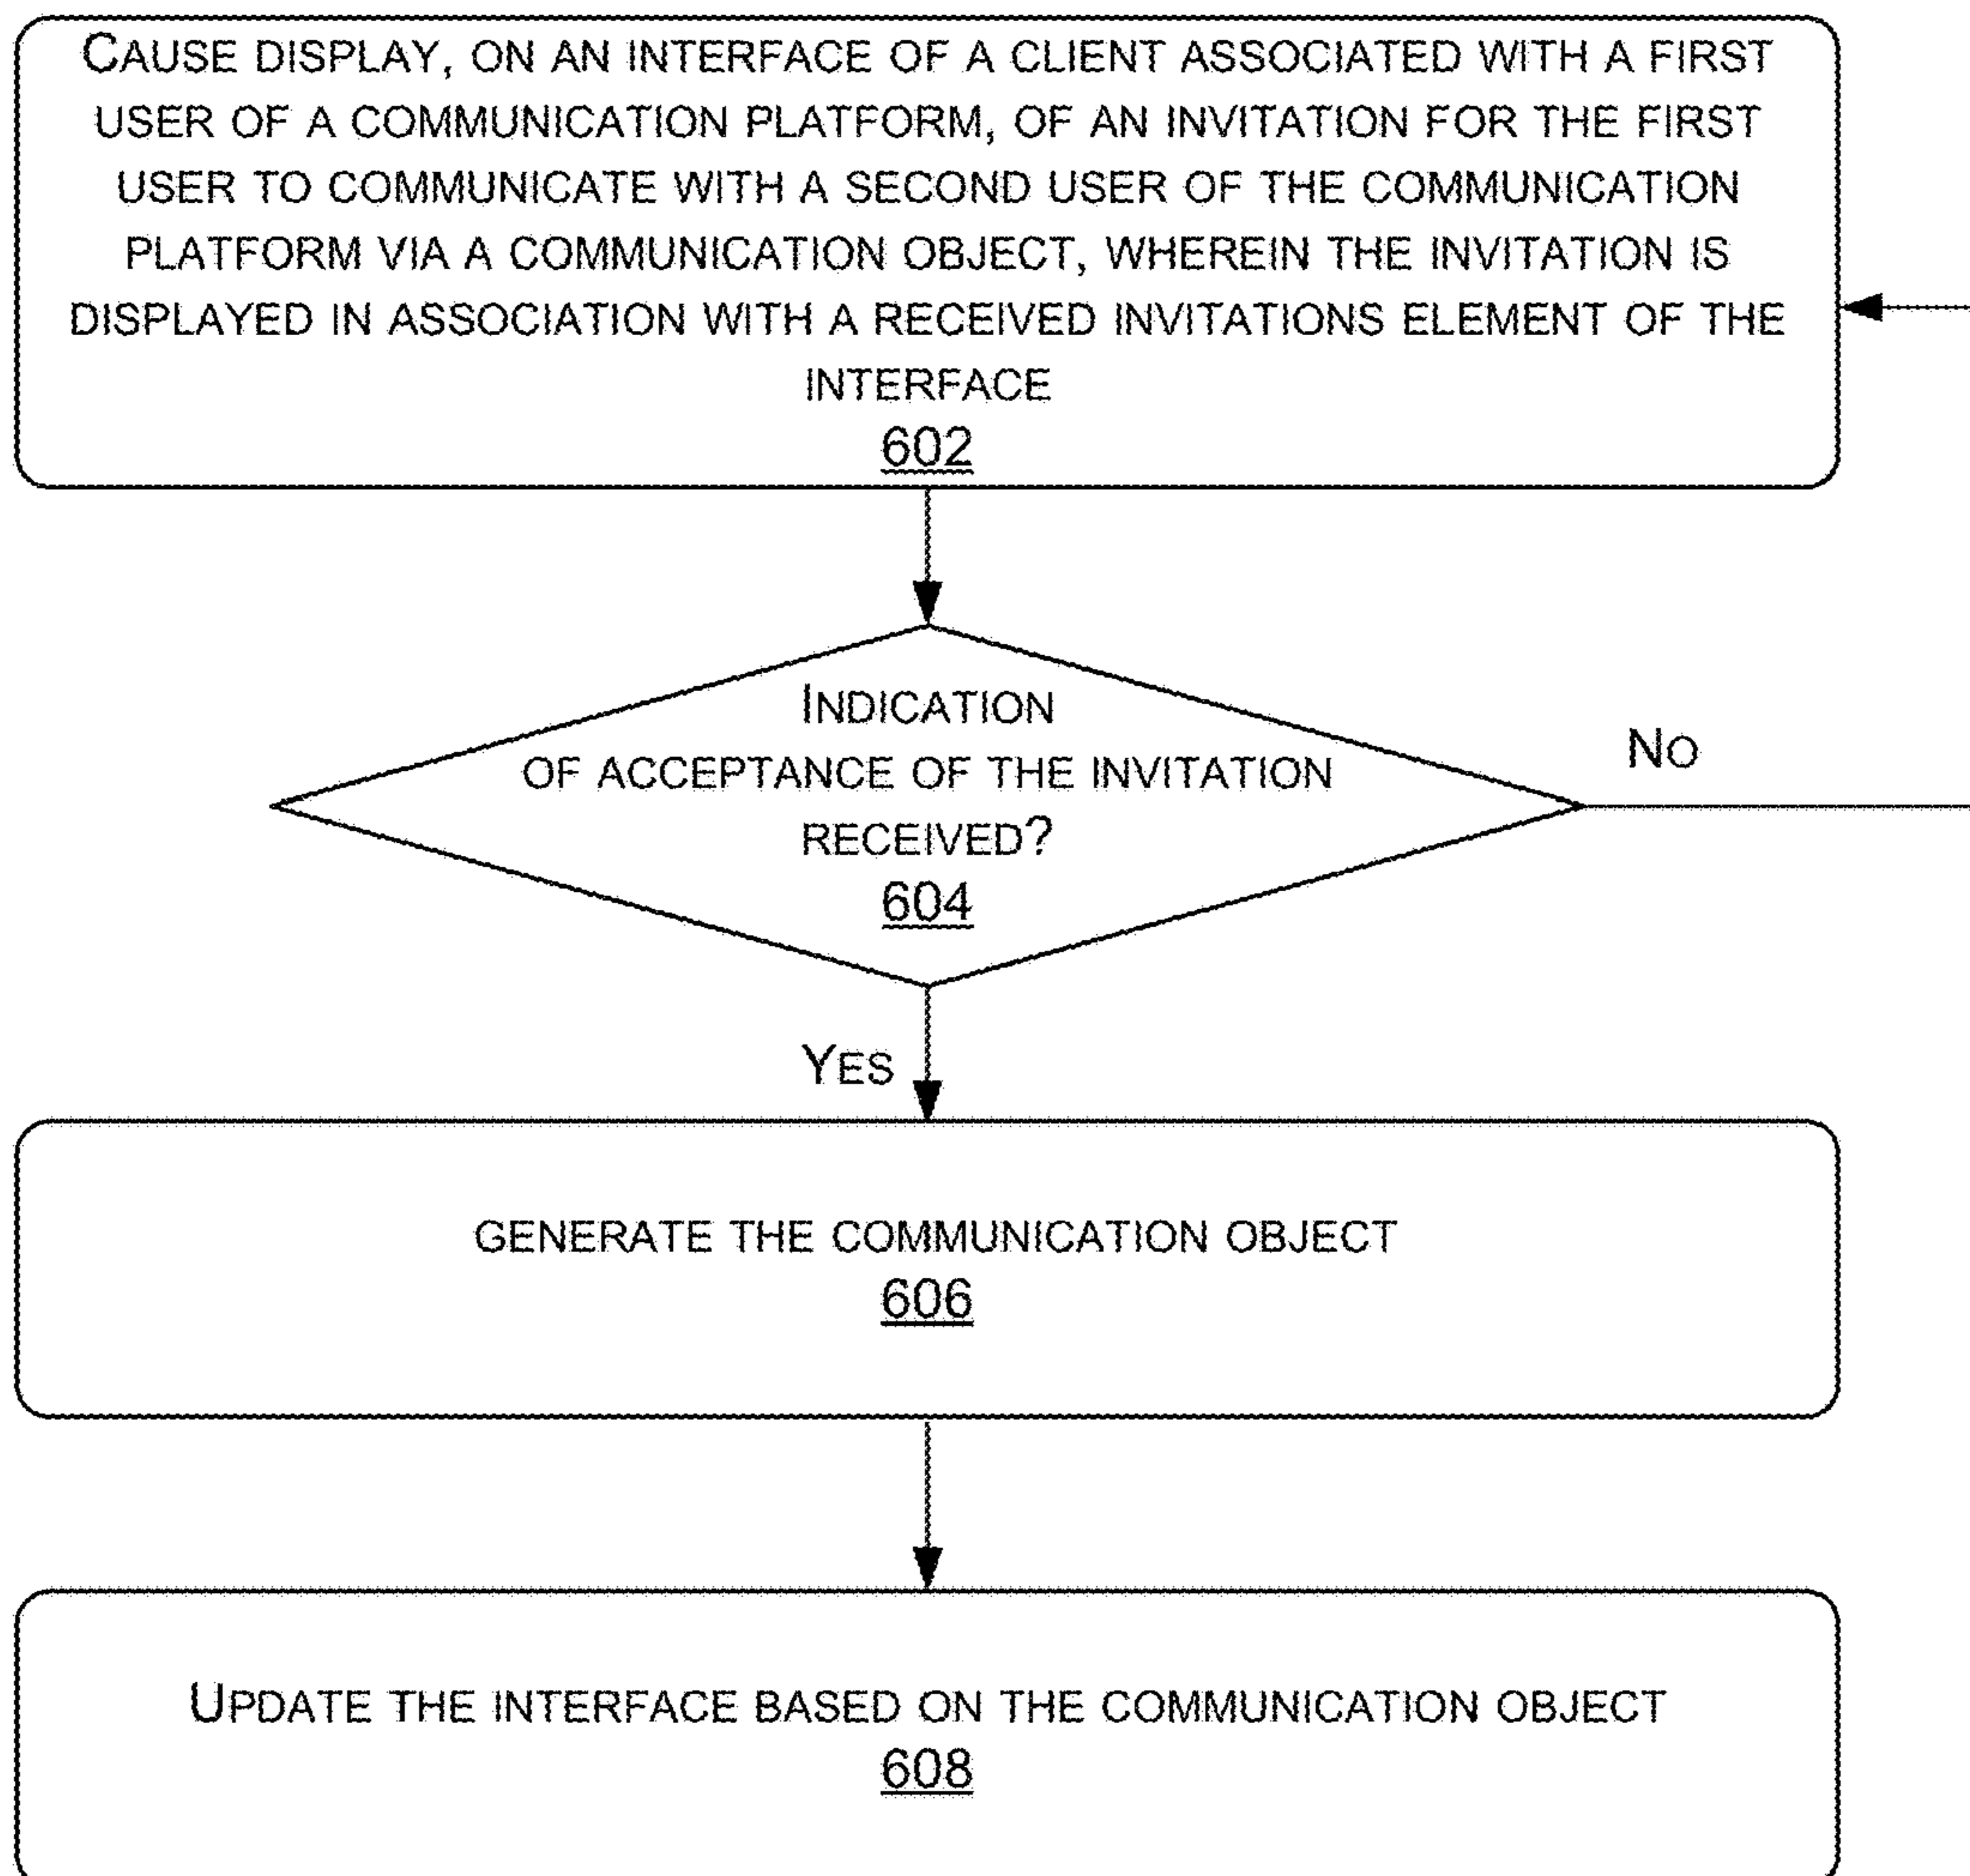 CAUSE DISPLAY, ON AN INTERFACE OF A CLIENT ASSOCIATED WITH A FIRST
USER OF A COMMUNICATION PLATFORM, OF AN INVITATION FOR THE FIRST
USER TO COMMUNICATE WITH A SECOND USER OF THE COMMUNICATION
PLATFORM VIA A COMMUNICATION OBJECT, WHEREIN THE INVITATION IS
DISPLAYED IN ASSOCIATION WITH A RECEIVED INVITATIONS ELEMENT OF THE
INTERFACE
602
INDICATION
OF ACCEPTANCE OF THE INVITATION
RECEIVED?
604
NO
YES
GENERATE THE COMMUNICATION OBJECT
606
UPDATE THE INTERFACE BASED ON THE COMMUNICATION OBJECT
608